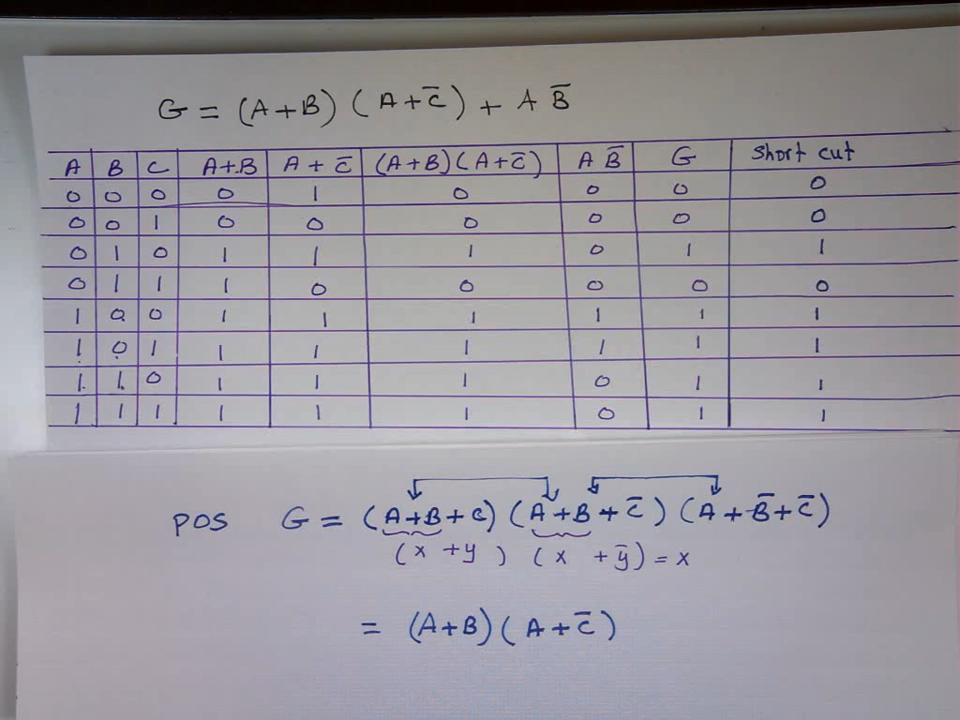 G = (A+B) (A+C̅) + A B̅
A B C A+B A + C̅ (A+B)(A+C̅) A B̅ G Short cut
0 0 0 0 1 0 0 0 0
0 0 1 0 0 0 0 0 0
0 1 0 1 1 1 0 1 1
0 1 1 1 0 0 0 0 0
1 0 0 1 1 1 1 1 1
1 0 1 1 1 1 1 1 1
1 1 0 1 1 1 0 1 1
1 1 1 1 1 1 0 1 1
POS G = (A+B+C) (A+B+C̅) (A+B̅+C̅)
(x +y ) (x +y̅) = x
= (A+B) (A+C̅)